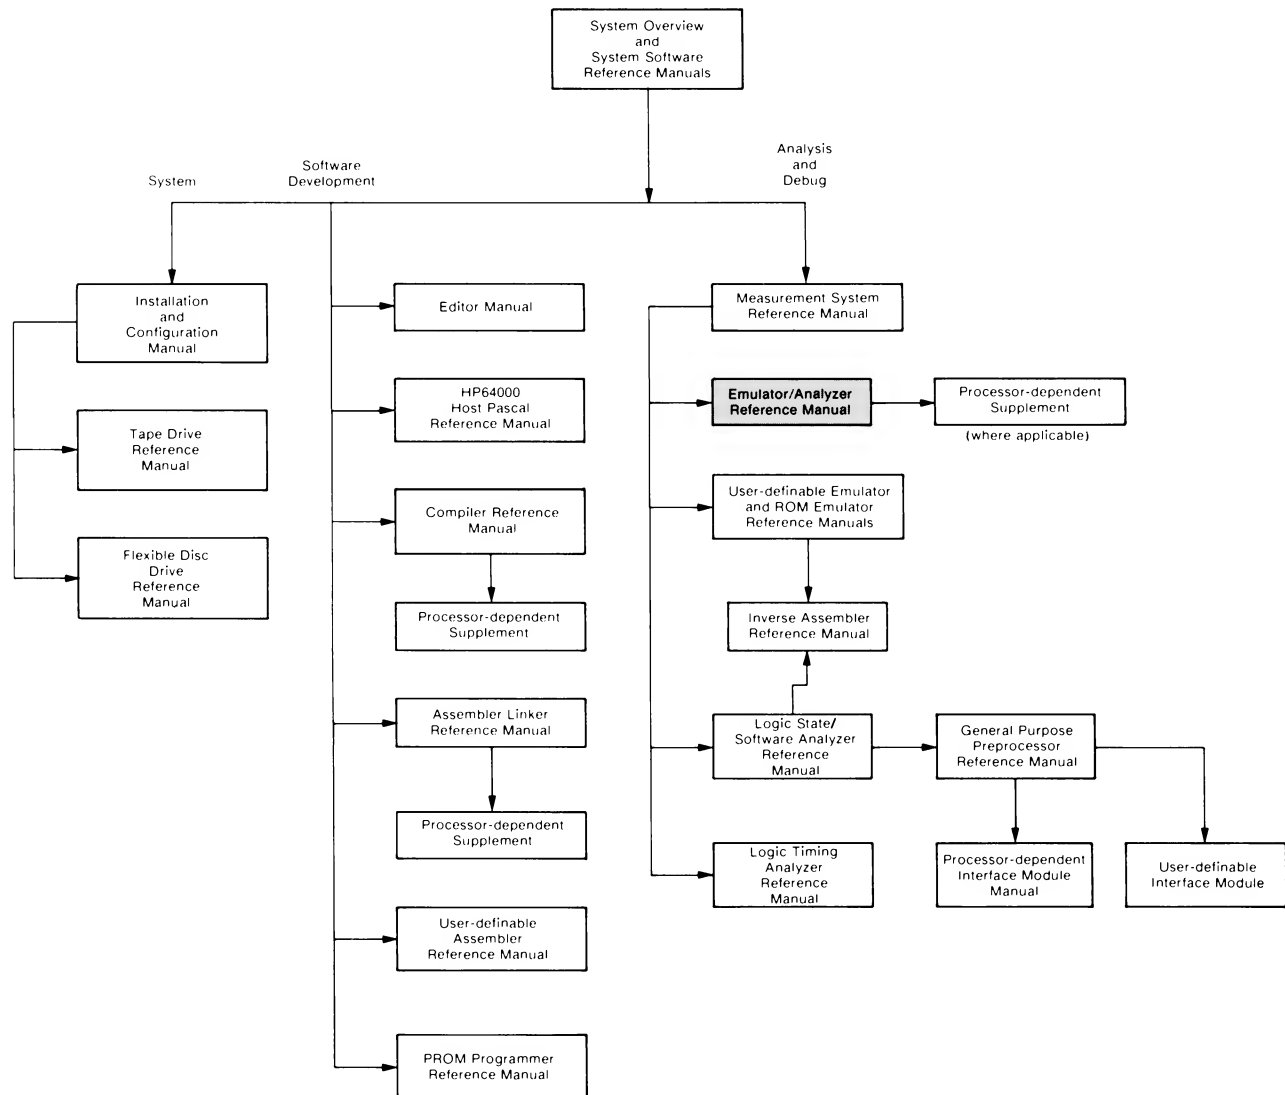 System Overview
and
System Software
Reference Manuals
System
Software
Development
Analysis
and
Debug
Installation
and
Configuration
Manual
Tape Drive
Reference
Manual
Flexible Disc
Drive
Reference
Manual
Editor Manual
HP64000
Host Pascal
Reference Manual
Compiler Reference
Manual
Processor-dependent
Supplement
Assembler Linker
Reference Manual
Processor-dependent
Supplement
User-definable
Assembler
Reference Manual
PROM Programmer
Reference Manual
Measurement System
Reference Manual
Emulator/Analyzer
Reference Manual
Processor-dependent
Supplement
(where applicable)
User-definable Emulator
and ROM Emulator
Reference Manuals
Inverse Assembler
Reference Manual
Logic State/
Software Analyzer
Reference
Manual
General Purpose
Preprocessor
Reference Manual
Logic Timing
Analyzer
Reference
Manual
Processor-dependent
Interface Module
Manual
User-definable
Interface Module